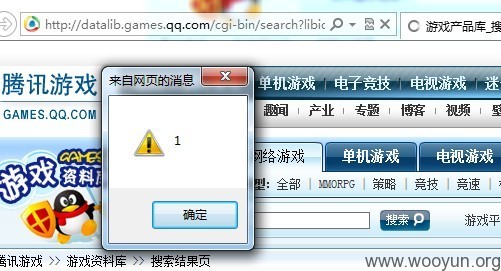 http://datalib.games.qq.com/cgi-bin/search?libic
游戏产品库_搜
腾讯游戏
GAMES.QQ.COM
来自网页的消息
1
确定
单机游戏
电子竞技
电视游戏
迷
趣闻
产业
专题
博客
视频
壁
GAMES
游戏
资料库
网络游戏
单机游戏
电视游戏
型:
全部
MMORPG
策略
竞技
竞速
搜索
游戏平
腾讯游戏 >> 游戏资料库 >> 搜索结果页
www.wooyun.org